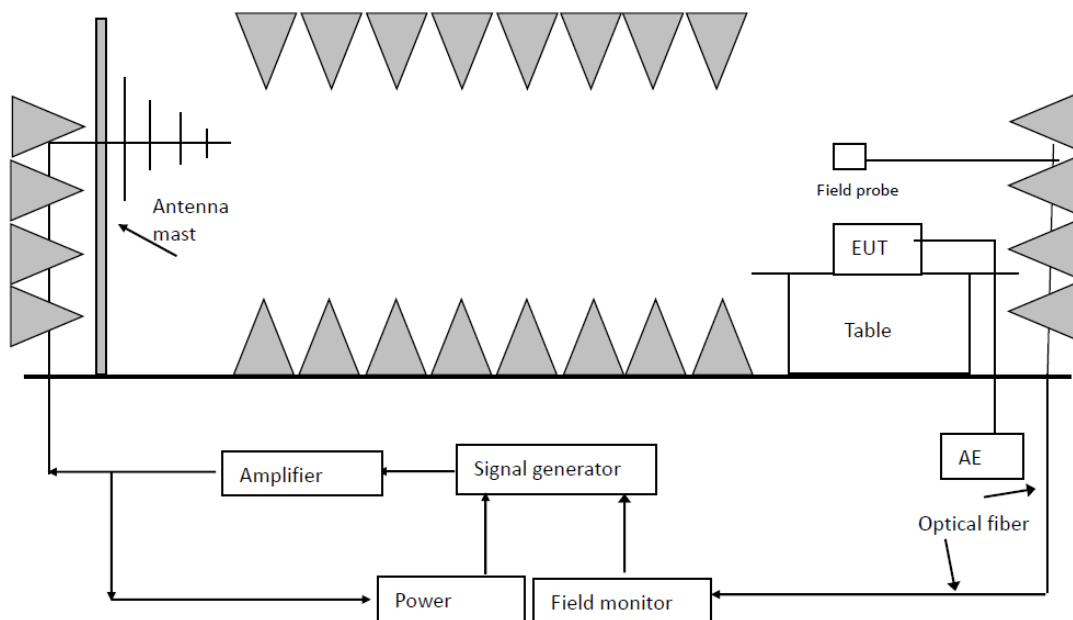 Antenna
mast
Field probe
EUT
Table
Amplifier
Signal generator
AE
Optical fiber
Power
Field monitor